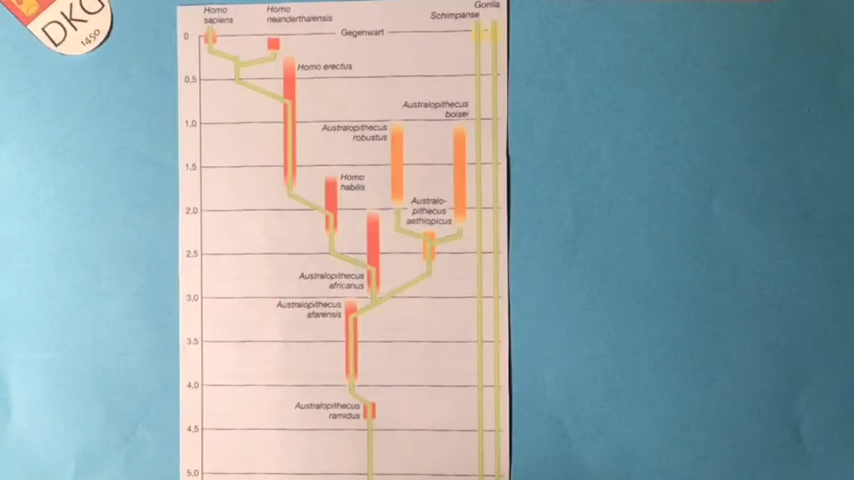 DKG
1450
Homo
sapiens
Homo
neunderthalensis
Gorilla
Schimpanse
0
Gegenwart
Homo erectus
0,5
Australopithecus
boisei
1,0
Australopithecus
robustus
1,5
Homo
habilis
2,0
Australo-
pithecus
aethiopicus
2,5
Australopithecus
africanus
3,0
Australopithecus
afarensis
3,5
4,0
Australopithecus
ramidus
4,5
5,0